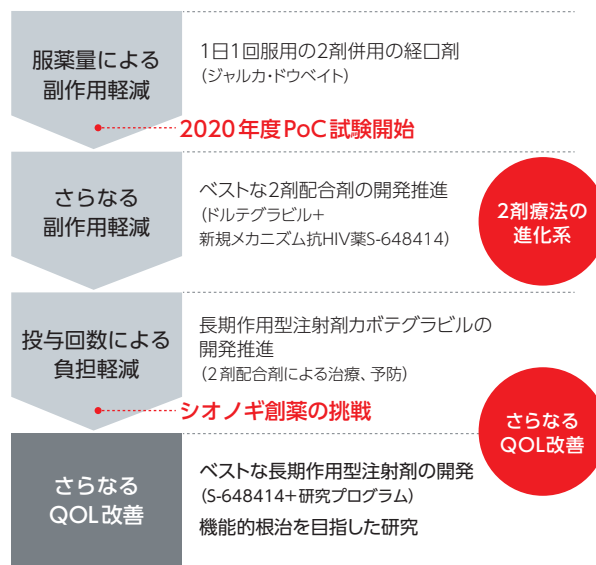 服薬量による
副作用軽減
1日1回服用の2剤併用の経口剤
（ジャルカ・ドウベイト）
2020年度PoC試験開始
さらなる
副作用軽減
ベストな2剤配合剤の開発推進
（ドルテグラビル＋
新規メカニズム抗HIV薬S-648414）
2剤療法の
進化系
投与回数による
負担軽減
長期作用型注射剤カボテグラビルの
開発推進
（2剤配合剤による治療、予防）
シオノギ創薬の挑戦
さらなる
QOL改善
さらなる
QOL改善
ベストな長期作用型注射剤の開発
（S-648414＋研究プログラム）
機能的根治を目指した研究